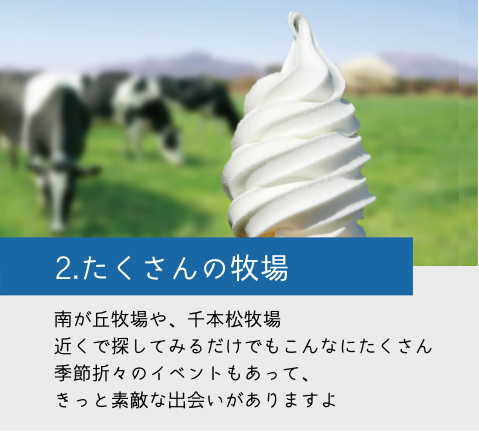 2.たくさんの牧場
南が丘牧場や、千本松牧場
近くで探してみるだけでもこんなにたくさん
季節折々のイベントもあって、
きっと素敵な出会いがありますよ